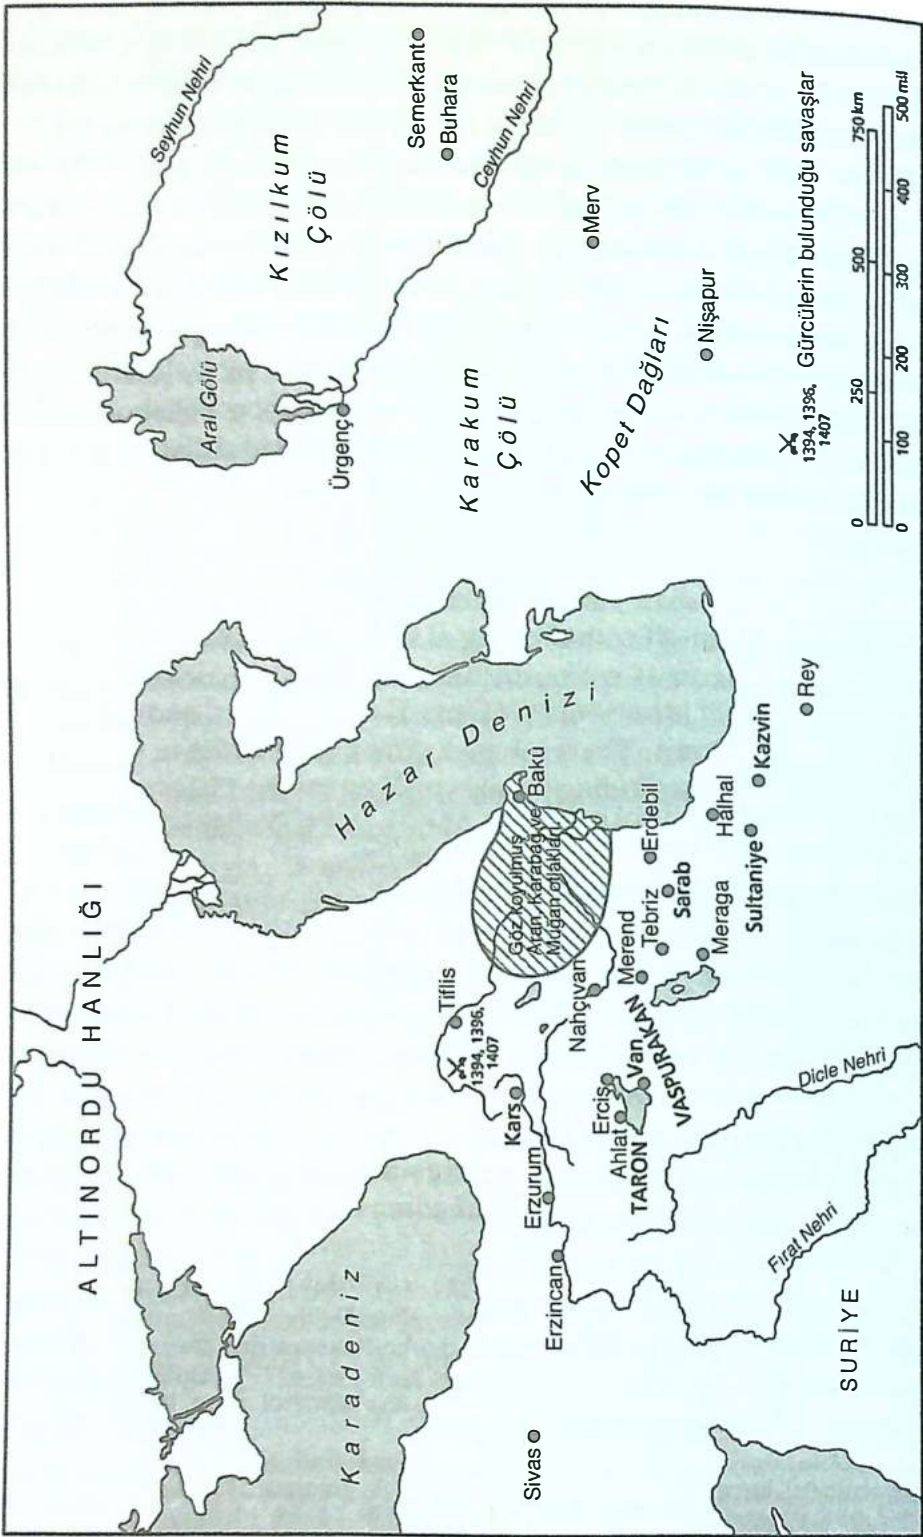 ALTINORDU HANLIĞI
Karadeniz
Hazar Denizi
Aral Gölü
Seyhun Nehri
Kızılkum
Çölü
Semerkant
Buhara
Ceyhun Nehri
Ürgenç
Karakum
Çölü
Merv
Kopet Dağları
Nişapur
Tiflis
1394, 1396,
1407
Kars
Erzurum
Erzincan
Sivas
Göz koyulmuş
Aran, Karabağ ve
Muğan otlakları
Bakü
Nahçıvan
Merend
Tebriz
Erdebil
Sarab
Meraga
Hâlhal
Sultaniye
Kazvin
Rey
Erciş
Ahlat
Van
TARON
VASPURAKAN
Dicle Nehri
Fırat Nehri
SURİYE
1394, 1396,
1407
Gürcülerin bulunduğu savaşlar
0 250 500 750 km
0 100 200 300 400 500 mil